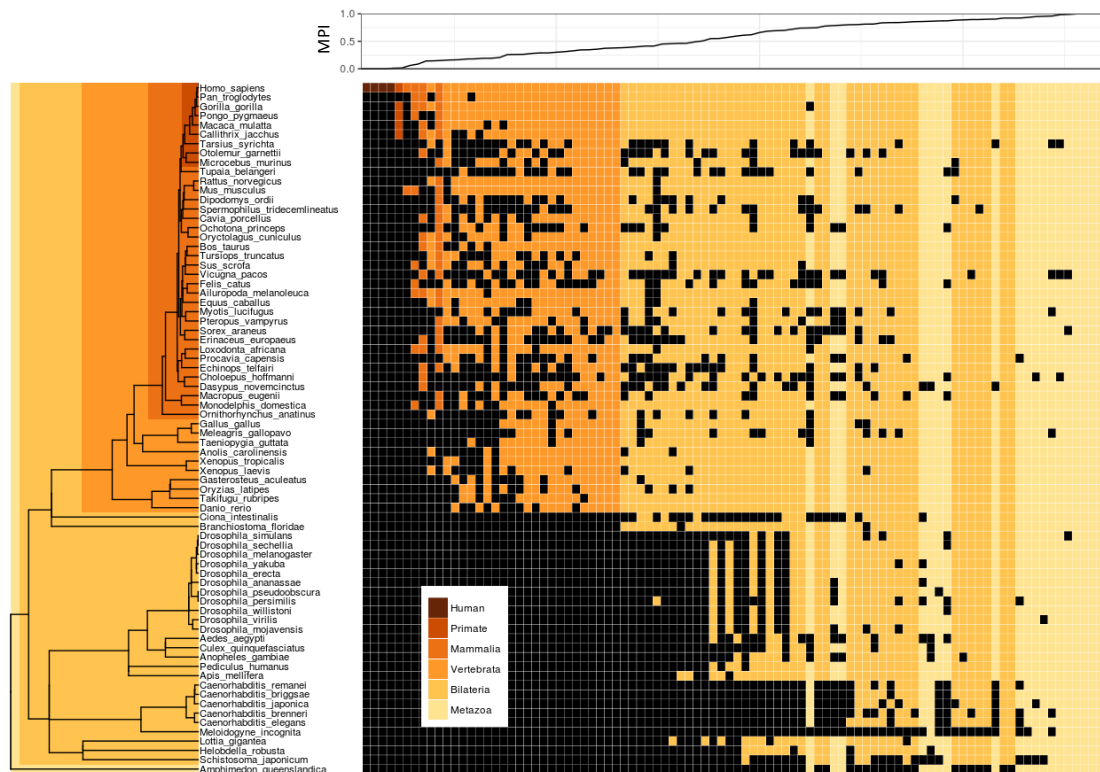 MPI
1.0
0.5
0.0
Homo_sapiens
Pan_troglodytes
Gorilla_gorilla
Pongo_pygmaeus
Macaca_mulatta
Callithrix_jacchus
Tarsius_syrichta
Otolemur_garnettii
Microcebus_murinus
Tupaia_belangeri
Rattus_norvegicus
Mus_musculus
Dipodomys_ordii
Spermophilus_tridecemlineatus
Cavia_porcellus
Ochotona_princeps
Oryctolagus_cuniculus
Bos_taurus
Tursiops_truncatus
Sus_scrofa
Vicugna_pacos
Felis_catus
Ailuropoda_melanoleuca
Equus_caballus
Myotis_lucifugus
Pteropus_vampyrus
Sorex_araneus
Erinaceus_europaeus
Loxodonta_africana
Procavia_capensis
Echinops_telfairi
Choloepus_hoffmanni
Dasypus_novemcinctus
Macropus_eugenii
Monodelphis_domestica
Ornithorhynchus_anatinus
Gallus_gallus
Meleagris_gallopavo
Taeniopygia_guttata
Anolis_carolinensis
Xenopus_tropicalis
Xenopus_laevis
Gasterosteus_aculeatus
Oryzias_latipes
Takifugu_rubripes
Danio_rerio
Ciona_intestinalis
Branchiostoma_floridae
Drosophila_simulans
Drosophila_sechellia
Drosophila_melanogaster
Drosophila_yakuba
Drosophila_erecta
Drosophila_ananassae
Drosophila_pseudoobscura
Drosophila_persimilis
Drosophila_willistoni
Drosophila_virilis
Drosophila_mojavensis
Aedes_aegypti
Culex_quinquefasciatus
Anopheles_gambiae
Pediculus_humanus
Apis_mellifera
Caenorhabditis_remanei
Caenorhabditis_briggsae
Caenorhabditis_japonica
Caenorhabditis_brenneri
Caenorhabditis_elegans
Meloidogyne_incognita
Lottia_gigantea
Helobdella_robusta
Schistosoma_japonicum
Amphimedon_queenslandica
Human
Primate
Mammalia
Vertebrata
Bilateria
Metazoa